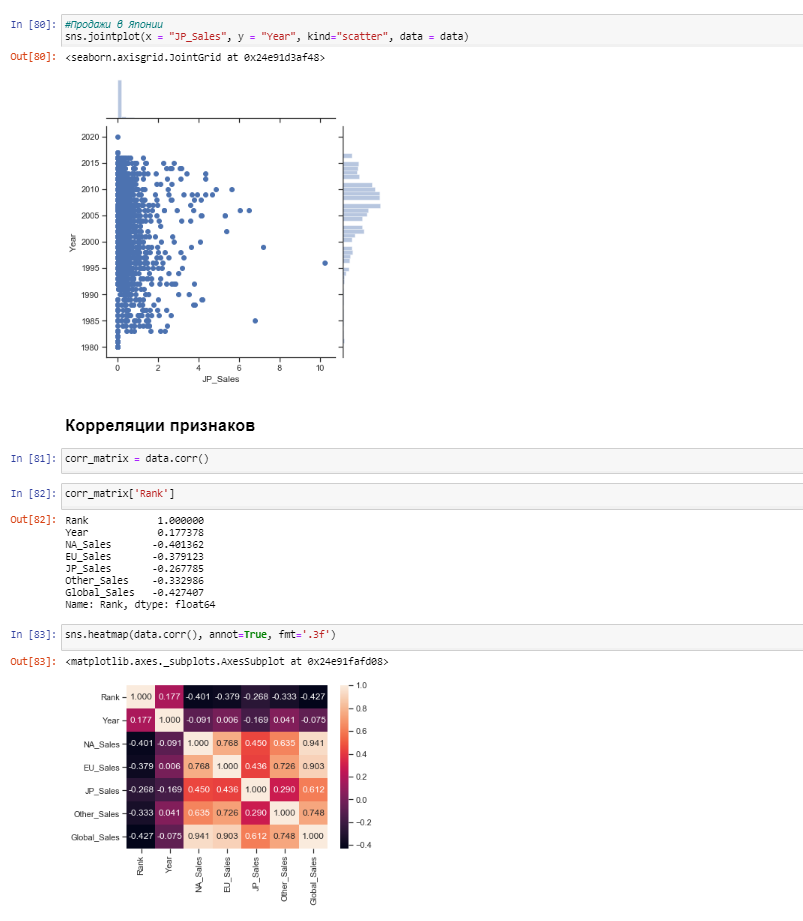 In [80]: #Продажи в Японии
sns.jointplot(x = "JP_Sales", y = "Year", kind="scatter", data = data)
Out[80]: <seaborn.axisgrid.JointGrid at 0x24e91d3af48>
2020
2015
2010
2005
2000
1995
1990
1985
1980
Year
0 2 4 6 8 10
JP_Sales
Корреляции признаков
In [81]: corr_matrix = data.corr()
In [82]: corr_matrix['Rank']
Out[82]: Rank 1.000000
Year 0.177378
NA_Sales -0.401362
EU_Sales -0.379123
JP_Sales -0.267785
Other_Sales -0.332986
Global_Sales -0.427407
Name: Rank, dtype: float64
In [83]: sns.heatmap(data.corr(), annot=True, fmt='.3f')
Out[83]: <matplotlib.axes._subplots.AxesSubplot at 0x24e91fafd08>
Rank 1.000 0.177 -0.401 -0.379 -0.268 -0.333 -0.427
Year 0.177 1.000 -0.091 0.006 -0.169 0.041 -0.075
NA_Sales -0.401 -0.091 1.000 0.768 0.450 0.635 0.941
EU_Sales -0.379 0.006 0.768 1.000 0.436 0.726 0.903
JP_Sales -0.268 -0.169 0.450 0.436 1.000 0.290 0.612
Other_Sales -0.333 0.041 0.635 0.726 0.290 1.000 0.748
Global_Sales -0.427 -0.075 0.941 0.903 0.612 0.748 1.000
Rank Year NA_Sales EU_Sales JP_Sales Other_Sales Global_Sales
1.0
0.8
0.6
0.4
0.2
0.0
-0.2
-0.4